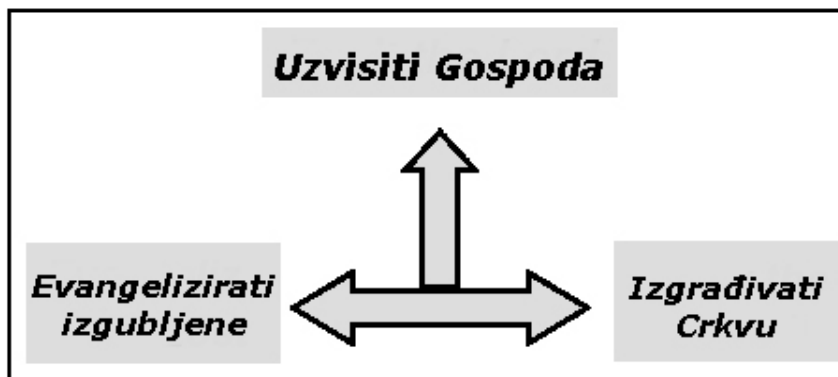 Uzvisiti Gospoda
Evangelizirati
izgubljene
Izgrađivati
Crkvu